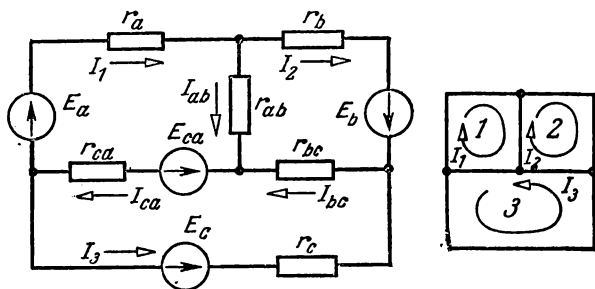 r_a r_b
I_1 I_ab I_2
E_a r_ab E_b
r_ca E_ca r_bc
I_ca I_bc
I_3 E_c r_c
1 2
I_1 I_2
I_3
3